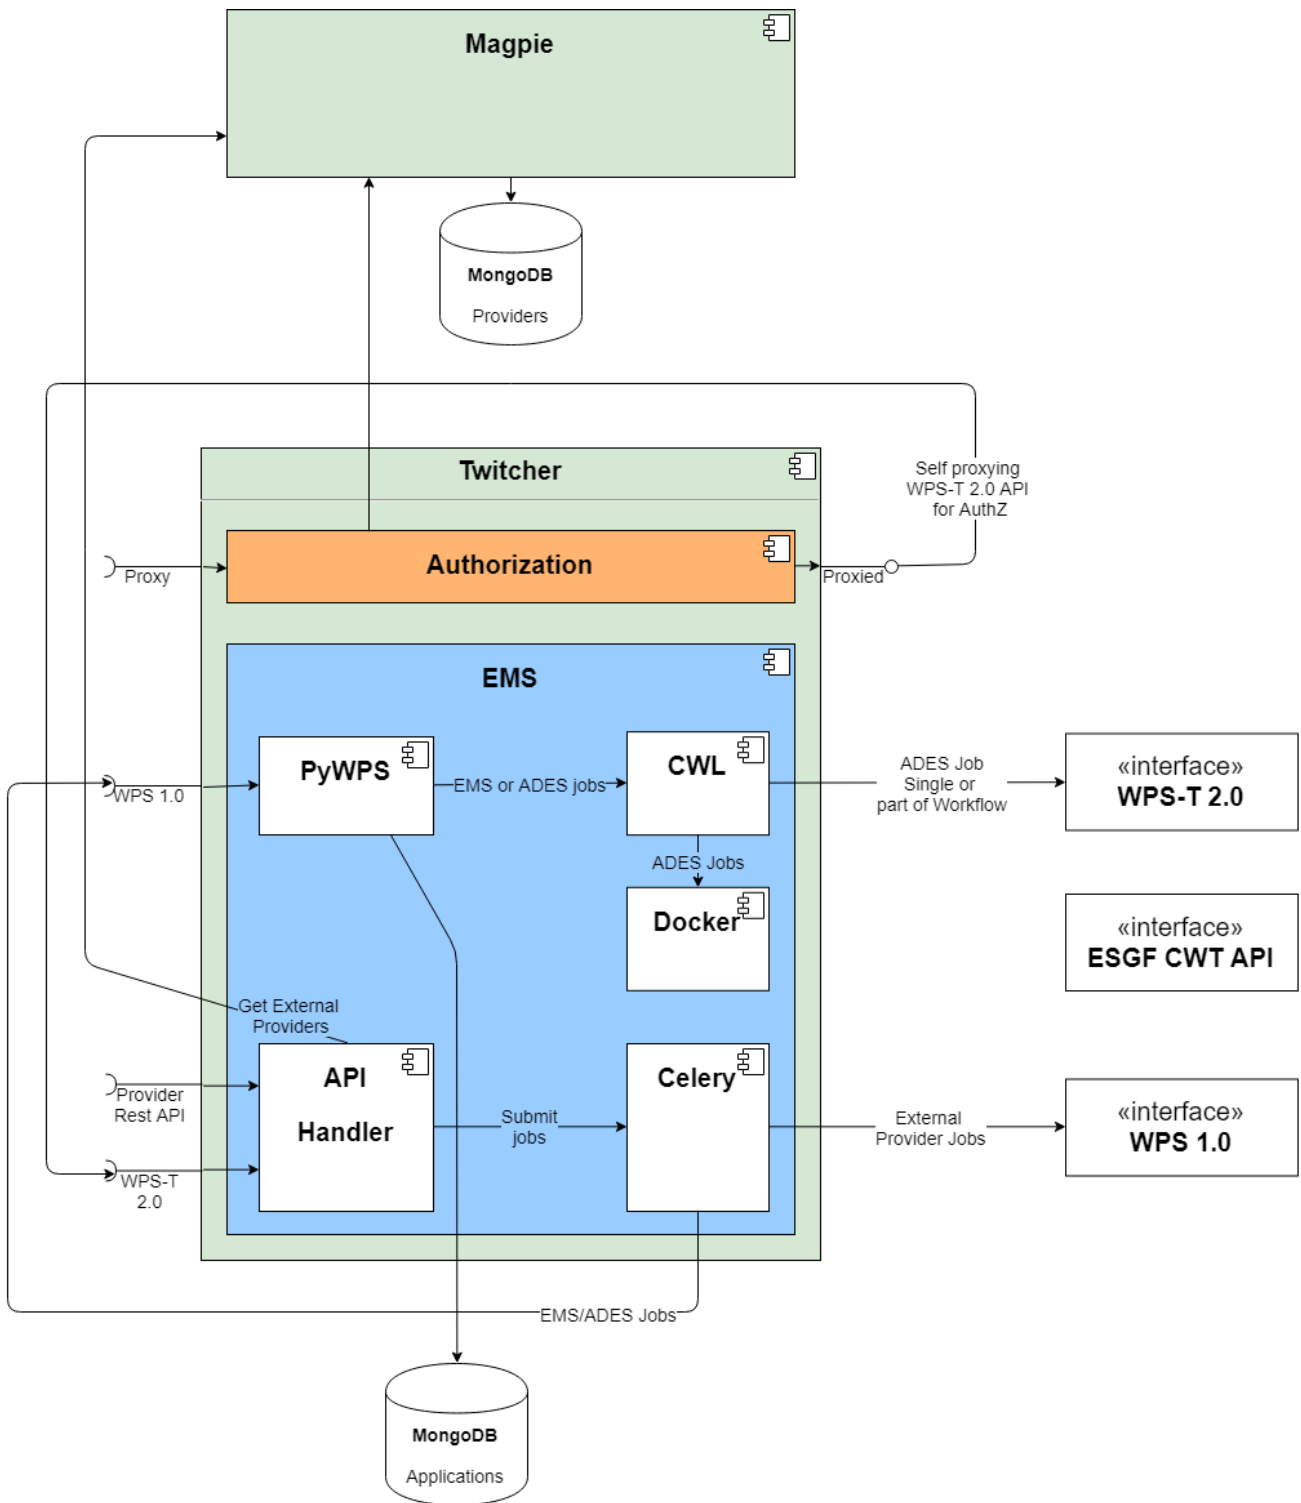 Magpie
MongoDB
Providers
Twitcher
Self proxying
WPS-T 2.0 API
for AuthZ
Authorization
Proxy
Proxied
EMS
PyWPS
EMS or ADES jobs
CWL
ADES Job
Single or
part of Workflow
«interface»
WPS-T 2.0
WPS 1.0
ADES Jobs
Docker
«interface»
ESGF CWT API
Get External
Providers
API
Handler
Provider
Rest API
WPS-T
2.0
Submit
jobs
Celery
External
Provider Jobs
«interface»
WPS 1.0
EMS/ADES Jobs
MongoDB
Applications